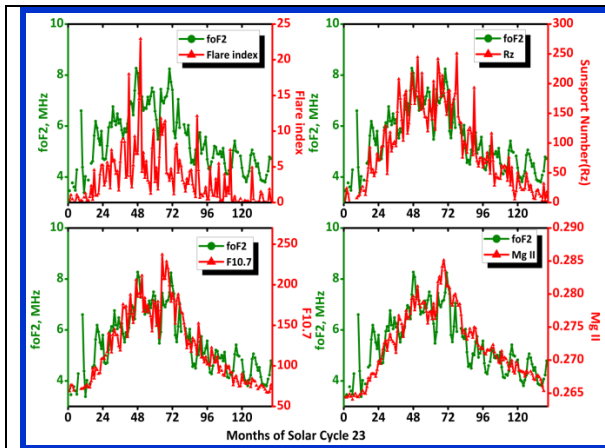 10
8
6
4
foF2, MHz
foF2
Flare index
25
20
15
10
5
0
Flare index
0 24 48 72 96 120
10
8
6
4
foF2, MHz
foF2
Rz
300
250
200
150
100
50
0
Sunsport Number(Rz)
0 24 48 72 96 120
10
8
6
4
foF2, MHz
foF2
F10.7
250
200
150
100
50
F10.7
0 24 48 72 96 120
10
8
6
4
foF2, MHz
foF2
Mg II
0.290
0.285
0.280
0.275
0.270
0.265
Mg II
0 24 48 72 96 120
Months of Solar Cycle 23